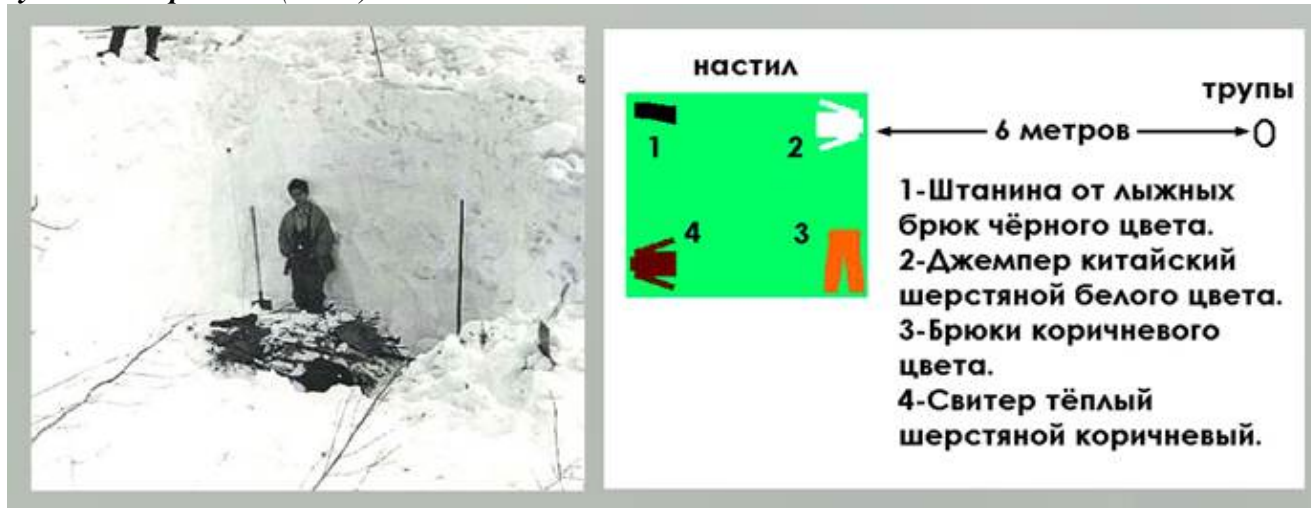 настил
трупы
6 метров
1
2
4
3
1-Штанина от лыжных
брюк чёрного цвета.
2-Джемпер китайский
шерстяной белого цвета.
3-Брюки коричневого
цвета.
4-Свитер тёплый
шерстяной коричневый.